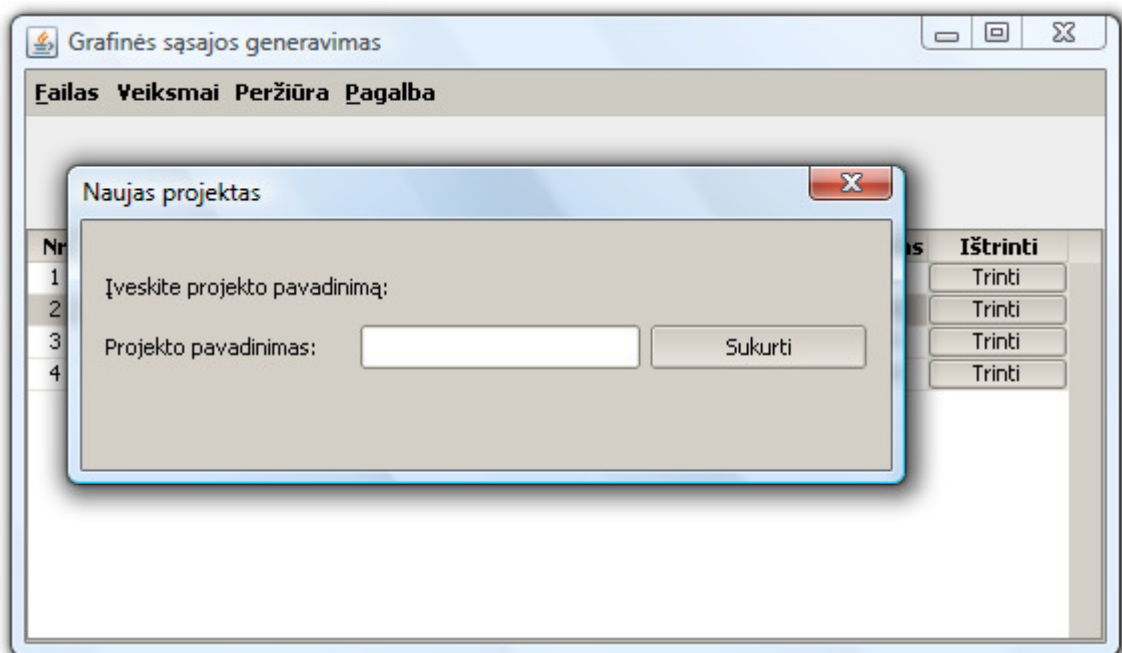 Grafinės sąsajos generavimas
Failas Veiksmai Peržiūra Pagalba
Naujas projektas
Įveskite projekto pavadinimą:
Projekto pavadinimas: Sukurti
Nr Ištrinti
1 Trinti
2 Trinti
3 Trinti
4 Trinti